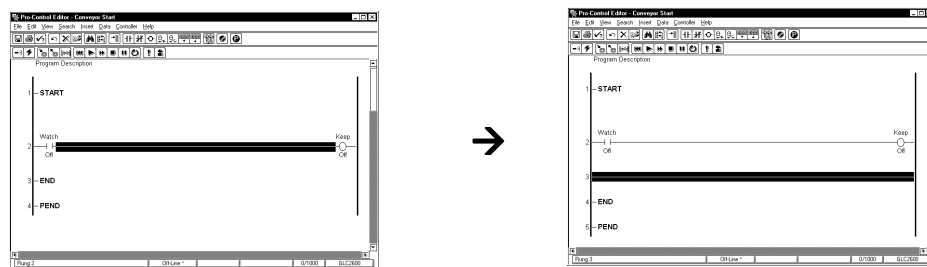 Pro-Control Editor - Conveyor Start
File Edit View Search Insert Data Controller Help
Program Description
1 START
Watch Keep
2
Off Off
3 END
4 PEND
Rung 2 Off-Line * 0/1000 GLC2600
Pro-Control Editor - Conveyor Start
File Edit View Search Insert Data Controller Help
Program Description
1 START
Watch Keep
2
Off Off
3
4 END
5 PEND
Rung 3 Off-Line * 0/1000 GLC2600